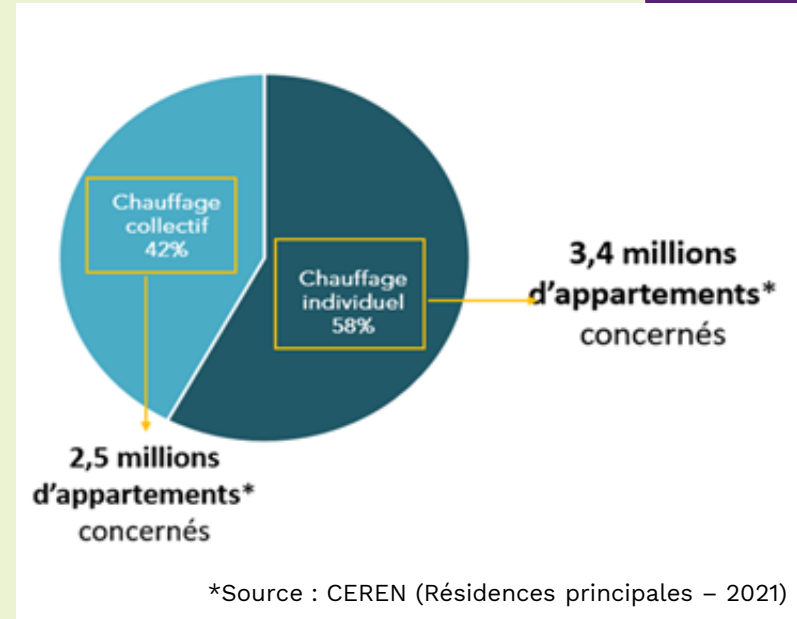 Chauffage
collectif
42%
Chauffage
individuel
58%
3,4 millions
d'appartements*
concernés
2,5 millions
d'appartements*
concernés
*Source : CEREN (Résidences principales – 2021)